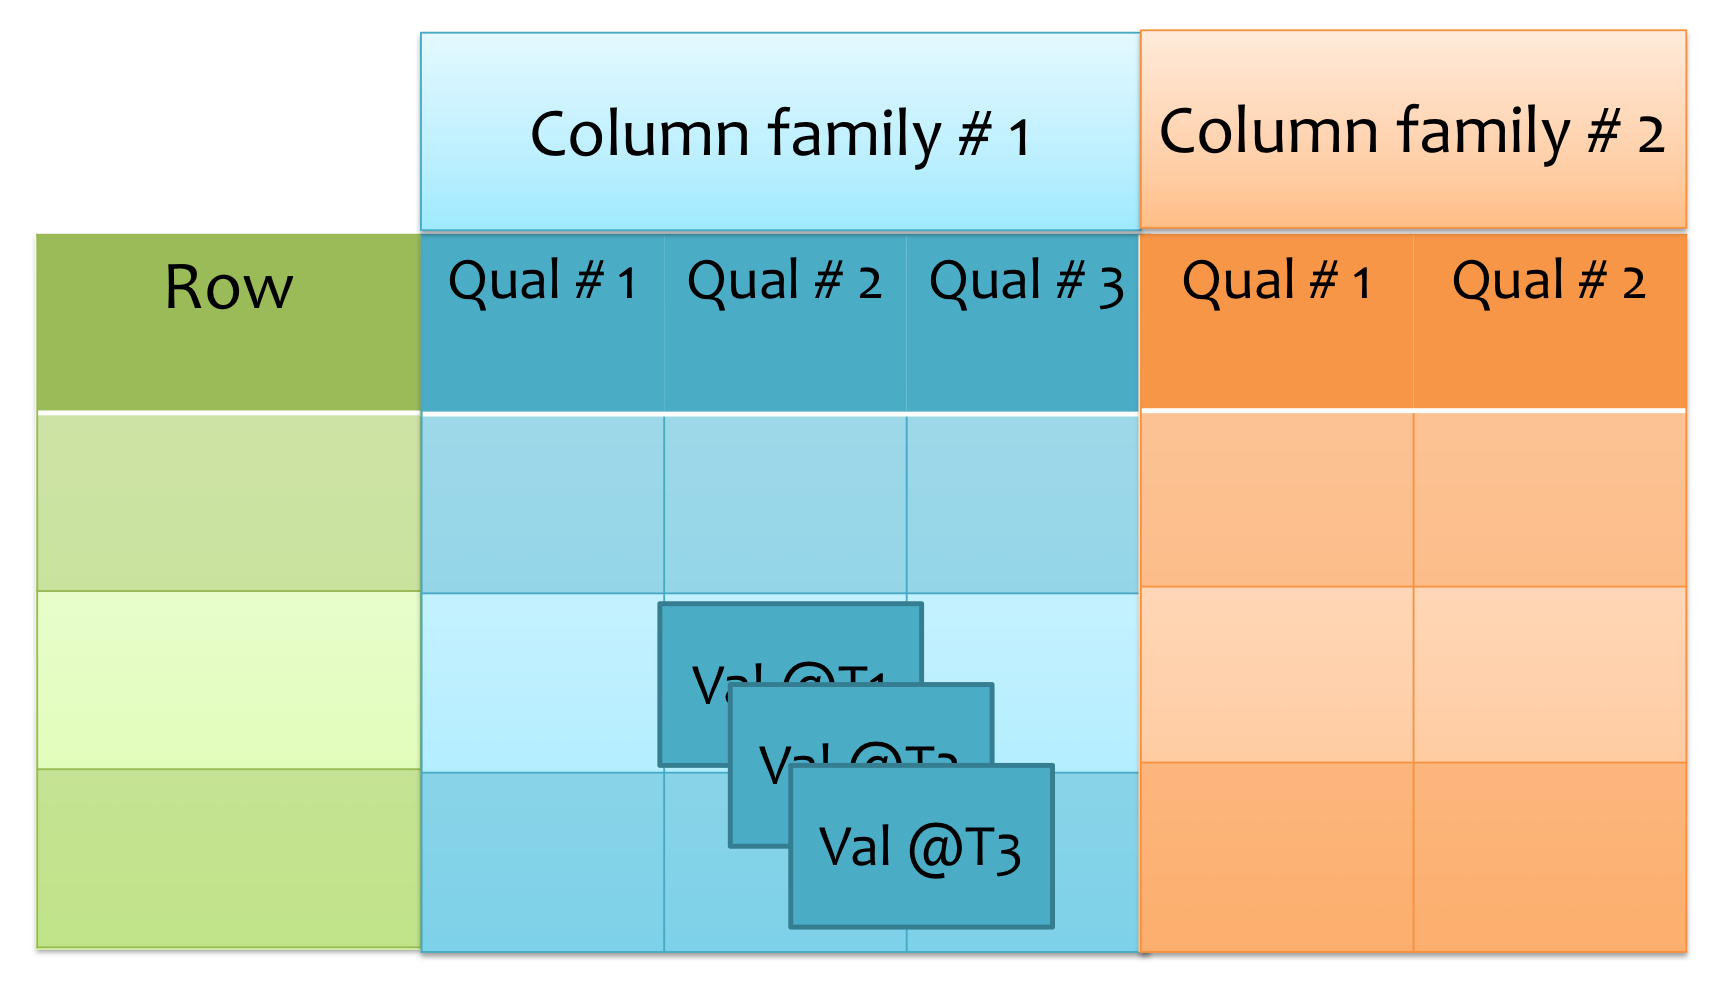 Column family # 1
Column family # 2
Row
Qual # 1
Qual # 2
Qual # 3
Qual # 1
Qual # 2
Val @T1
Val @T2
Val @T3